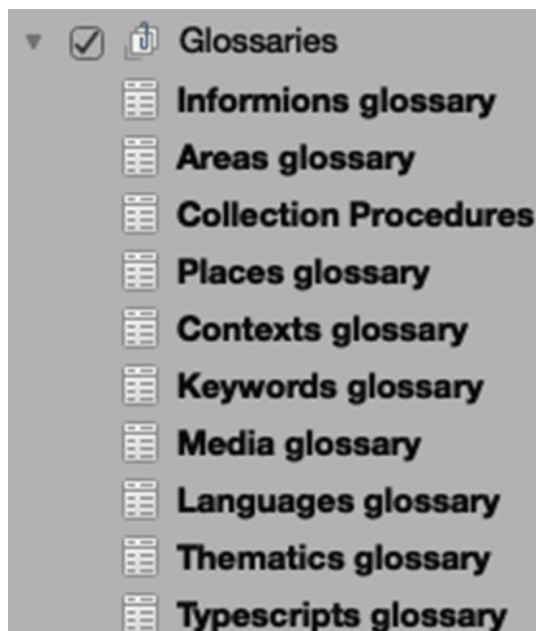 Glossaries
Informions glossary
Areas glossary
Collection Procedures
Places glossary
Contexts glossary
Keywords glossary
Media glossary
Languages glossary
Thematics glossary
Typescripts glossary